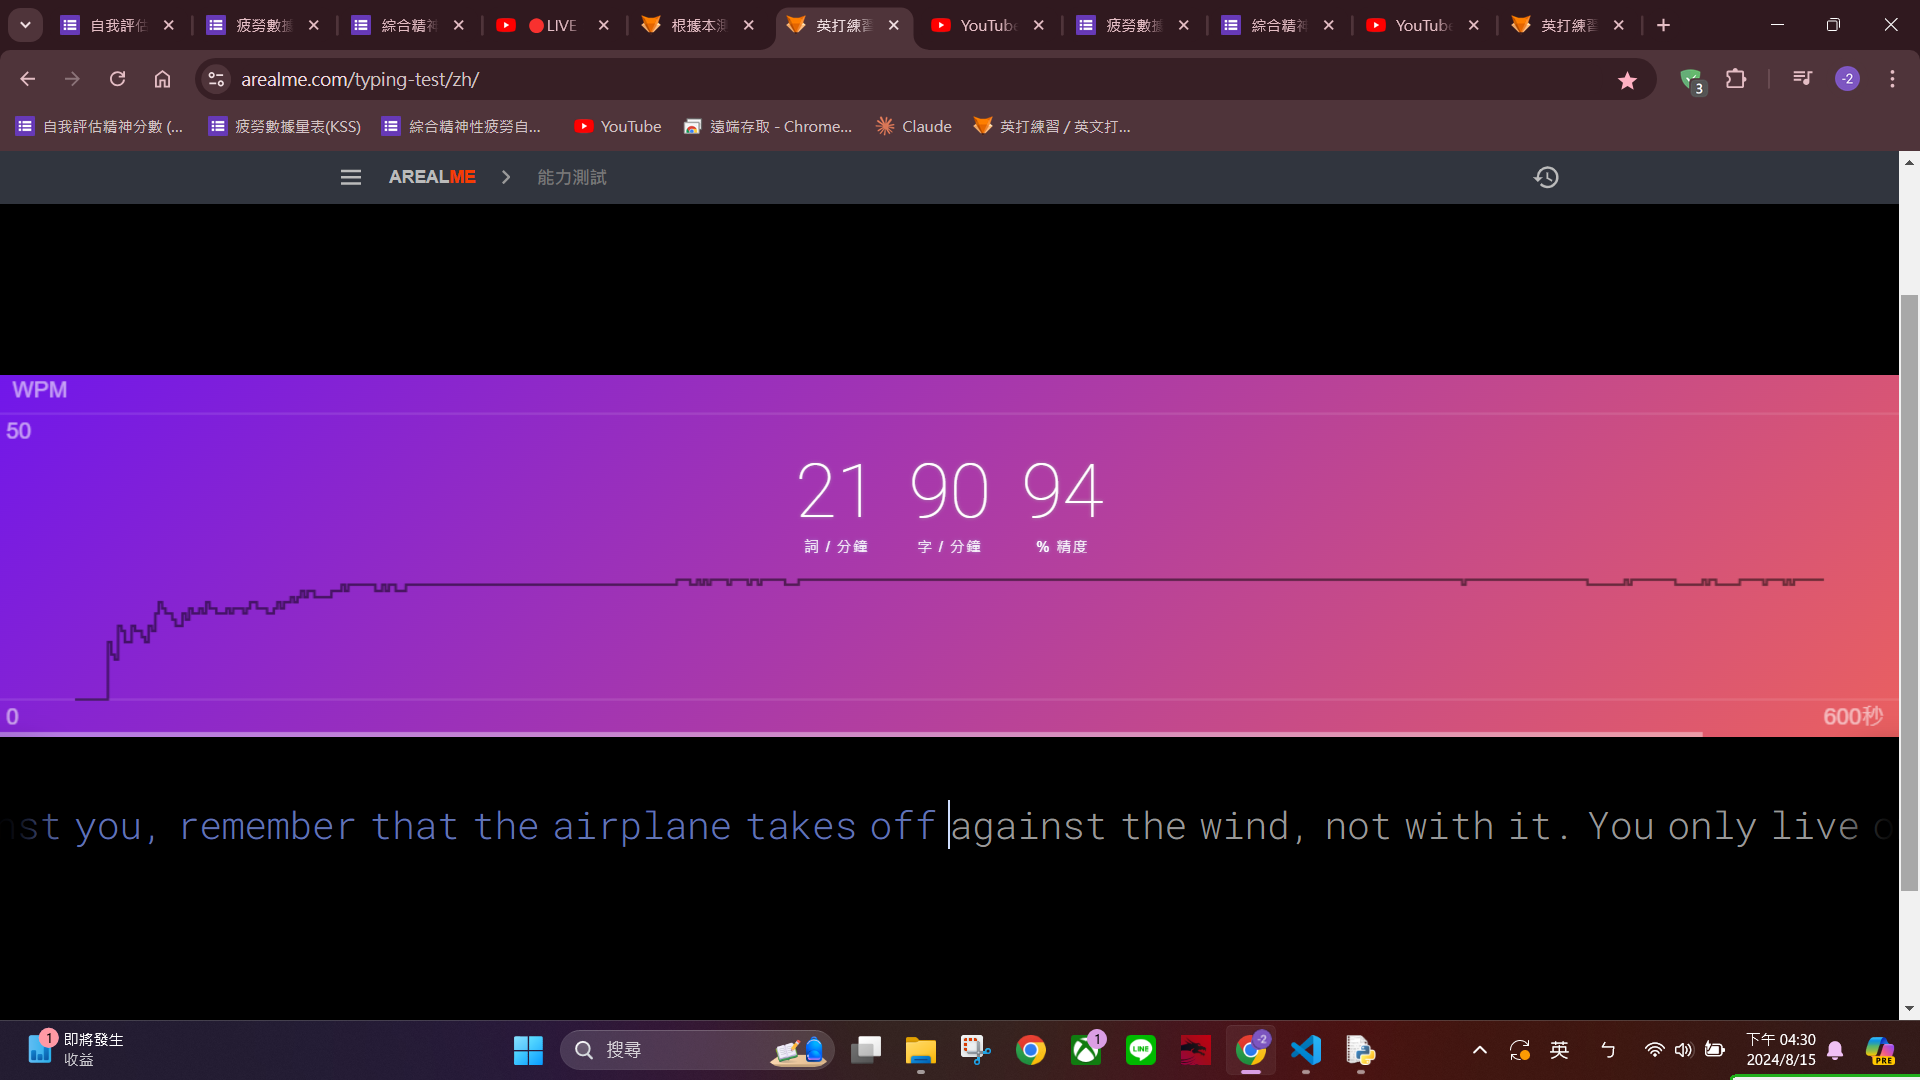 自我評估
疲勞數據
綜合精神
LIVE
根據本測
英打練習
YouTube
疲勞數據
綜合精神
YouTube
英打練習
arealme.com/typing-test/zh/
3
-2
自我評估精神分數 (...
疲勞數據量表(KSS)
綜合精神性疲勞自...
YouTube
遠端存取 - Chrome...
Claude
英打練習 / 英文打...
AREALME
能力測試
WPM
50
21 90 94
詞 / 分鐘 字 / 分鐘 % 精度
0
600秒
nst you, remember that the airplane takes off against the wind, not with it. You only live o
1
即將發生
收益
搜尋
1
LINE
-2
英
ㄅ
下午 04:30
2024/8/15
PRE